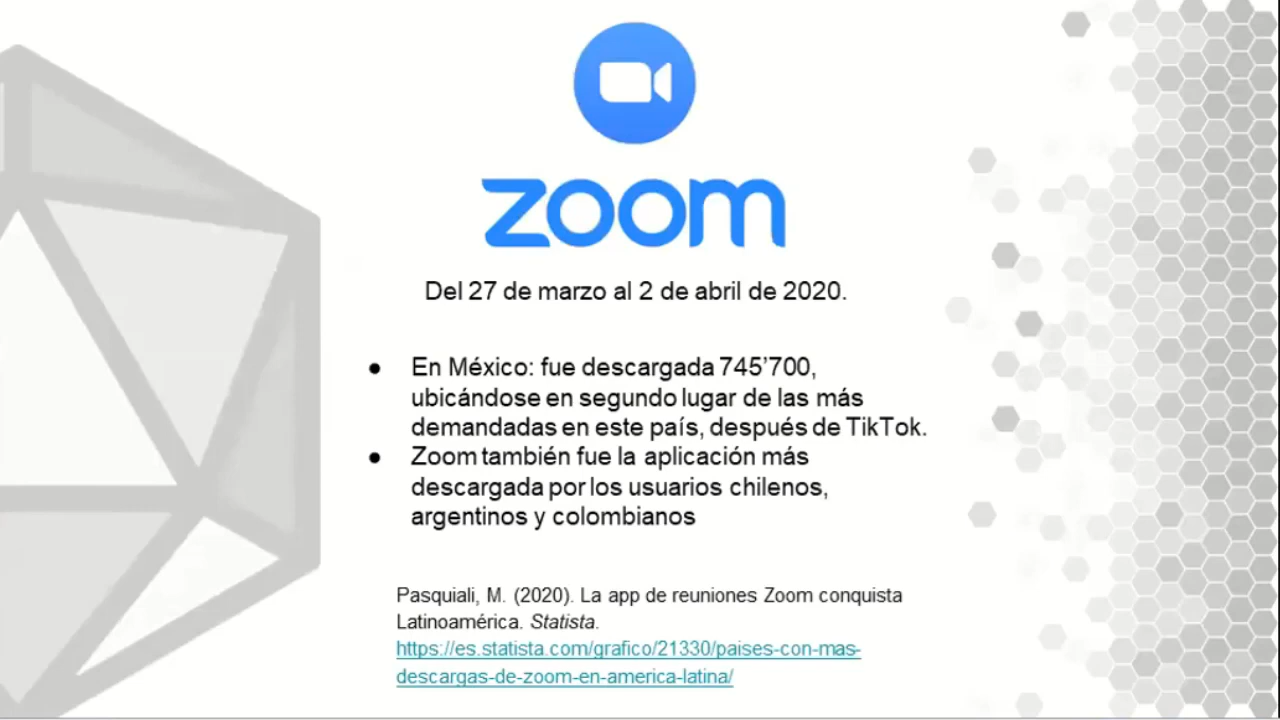 zoom
Del 27 de marzo al 2 de abril de 2020.
● En México: fue descargada 745’700,
ubicándose en segundo lugar de las más
demandadas en este país, después de TikTok.
● Zoom también fue la aplicación más
descargada por los usuarios chilenos,
argentinos y colombianos
Pasquiali, M. (2020). La app de reuniones Zoom conquista
Latinoamérica. Statista.
https://es.statista.com/grafico/21330/paises-con-mas-
descargas-de-zoom-en-america-latina/